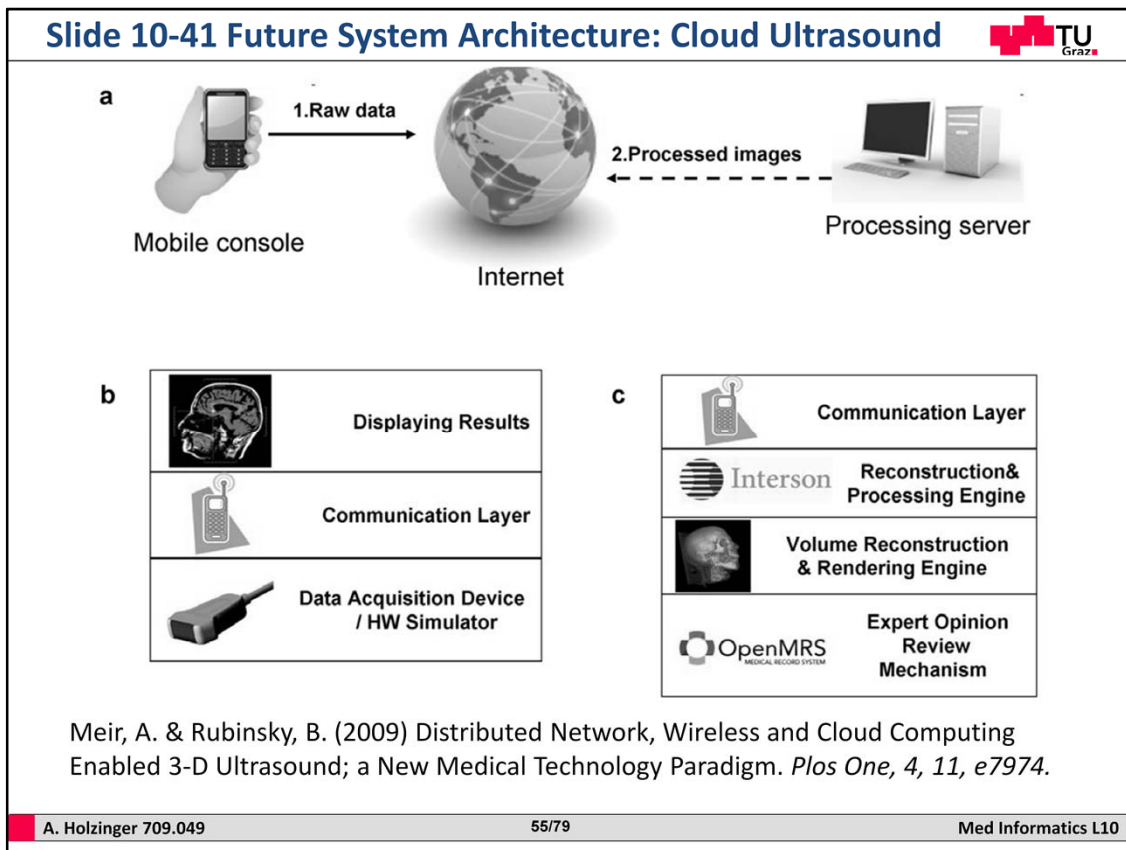 Slide 10-41 Future System Architecture: Cloud Ultrasound
TU
Graz
a
1.Raw data
2.Processed images
Mobile console
Internet
Processing server
b
Displaying Results
Communication Layer
Data Acquisition Device
/ HW Simulator
c
Communication Layer
Interson
Reconstruction&
Processing Engine
Volume Reconstruction
& Rendering Engine
OpenMRS
MEDICAL RECORD SYSTEM
Expert Opinion
Review
Mechanism
Meir, A. & Rubinsky, B. (2009) Distributed Network, Wireless and Cloud Computing
Enabled 3-D Ultrasound; a New Medical Technology Paradigm. Plos One, 4, 11, e7974.
A. Holzinger 709.049
55/79
Med Informatics L10